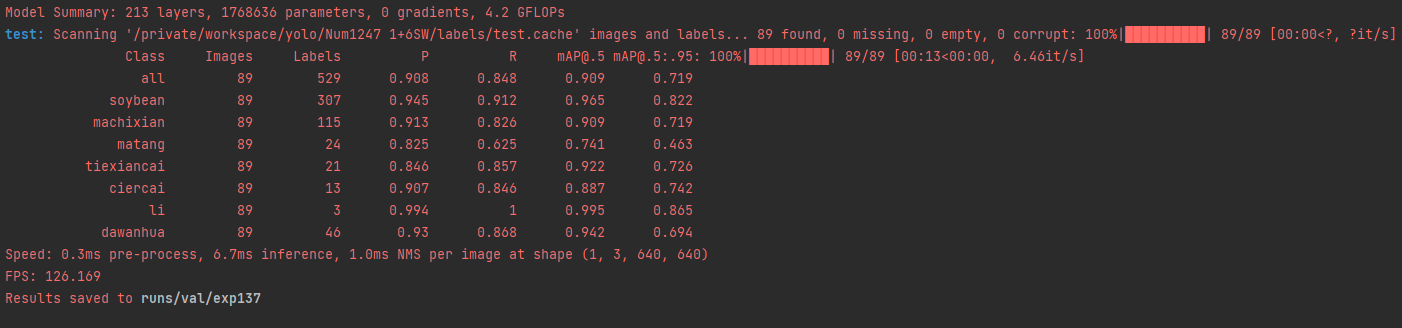 Model Summary: 213 layers, 1768636 parameters, 0 gradients, 4.2 GFLOPs
test: Scanning '/private/workspace/yolo/Num1247 1+6SW/labels/test.cache' images and labels... 89 found, 0 missing, 0 empty, 0 corrupt: 100%|██████████| 89/89 [00:00<?, ?it/s]
Class Images Labels P R mAP@.5 mAP@.5:.95: 100%|██████████| 89/89 [00:13<00:00, 6.46it/s]
all 89 529 0.908 0.848 0.909 0.719
soybean 89 307 0.945 0.912 0.965 0.822
machixian 89 115 0.913 0.826 0.909 0.719
matang 89 24 0.825 0.625 0.741 0.463
tiexiancai 89 21 0.846 0.857 0.922 0.726
ciercai 89 13 0.907 0.846 0.887 0.742
li 89 3 0.994 1 0.995 0.865
dawanhua 89 46 0.93 0.868 0.942 0.694
Speed: 0.3ms pre-process, 6.7ms inference, 1.0ms NMS per image at shape (1, 3, 640, 640)
FPS: 126.169
Results saved to runs/val/exp137